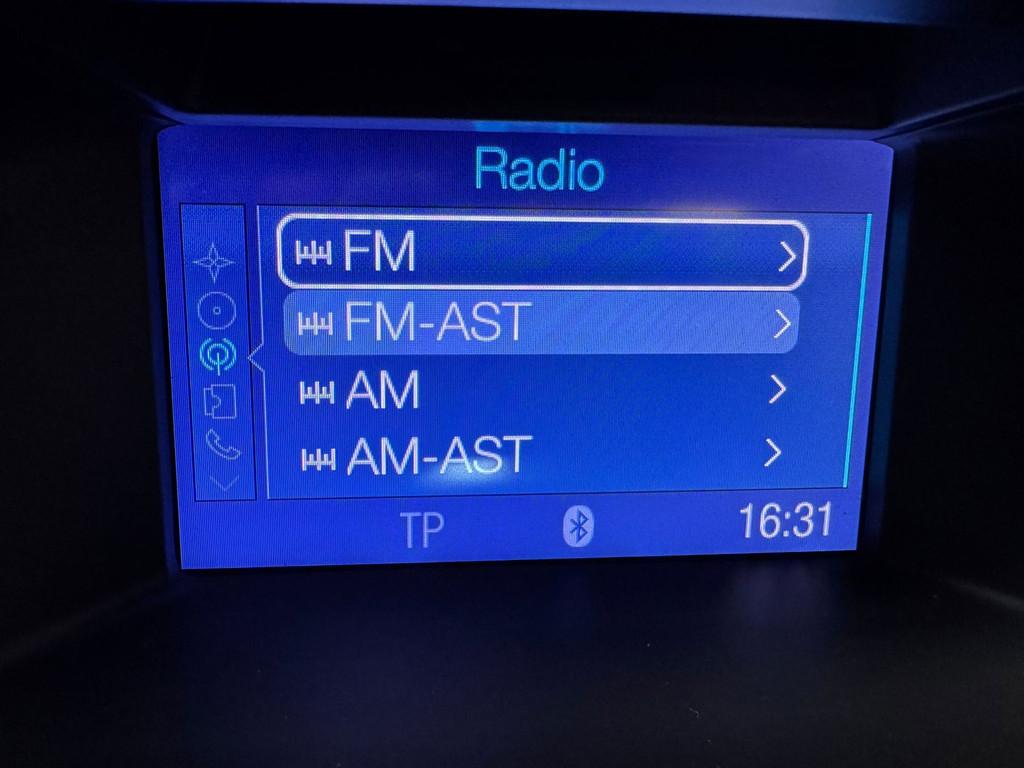 Radio
FM
FM-AST
AM
AM-AST
TP 16:31